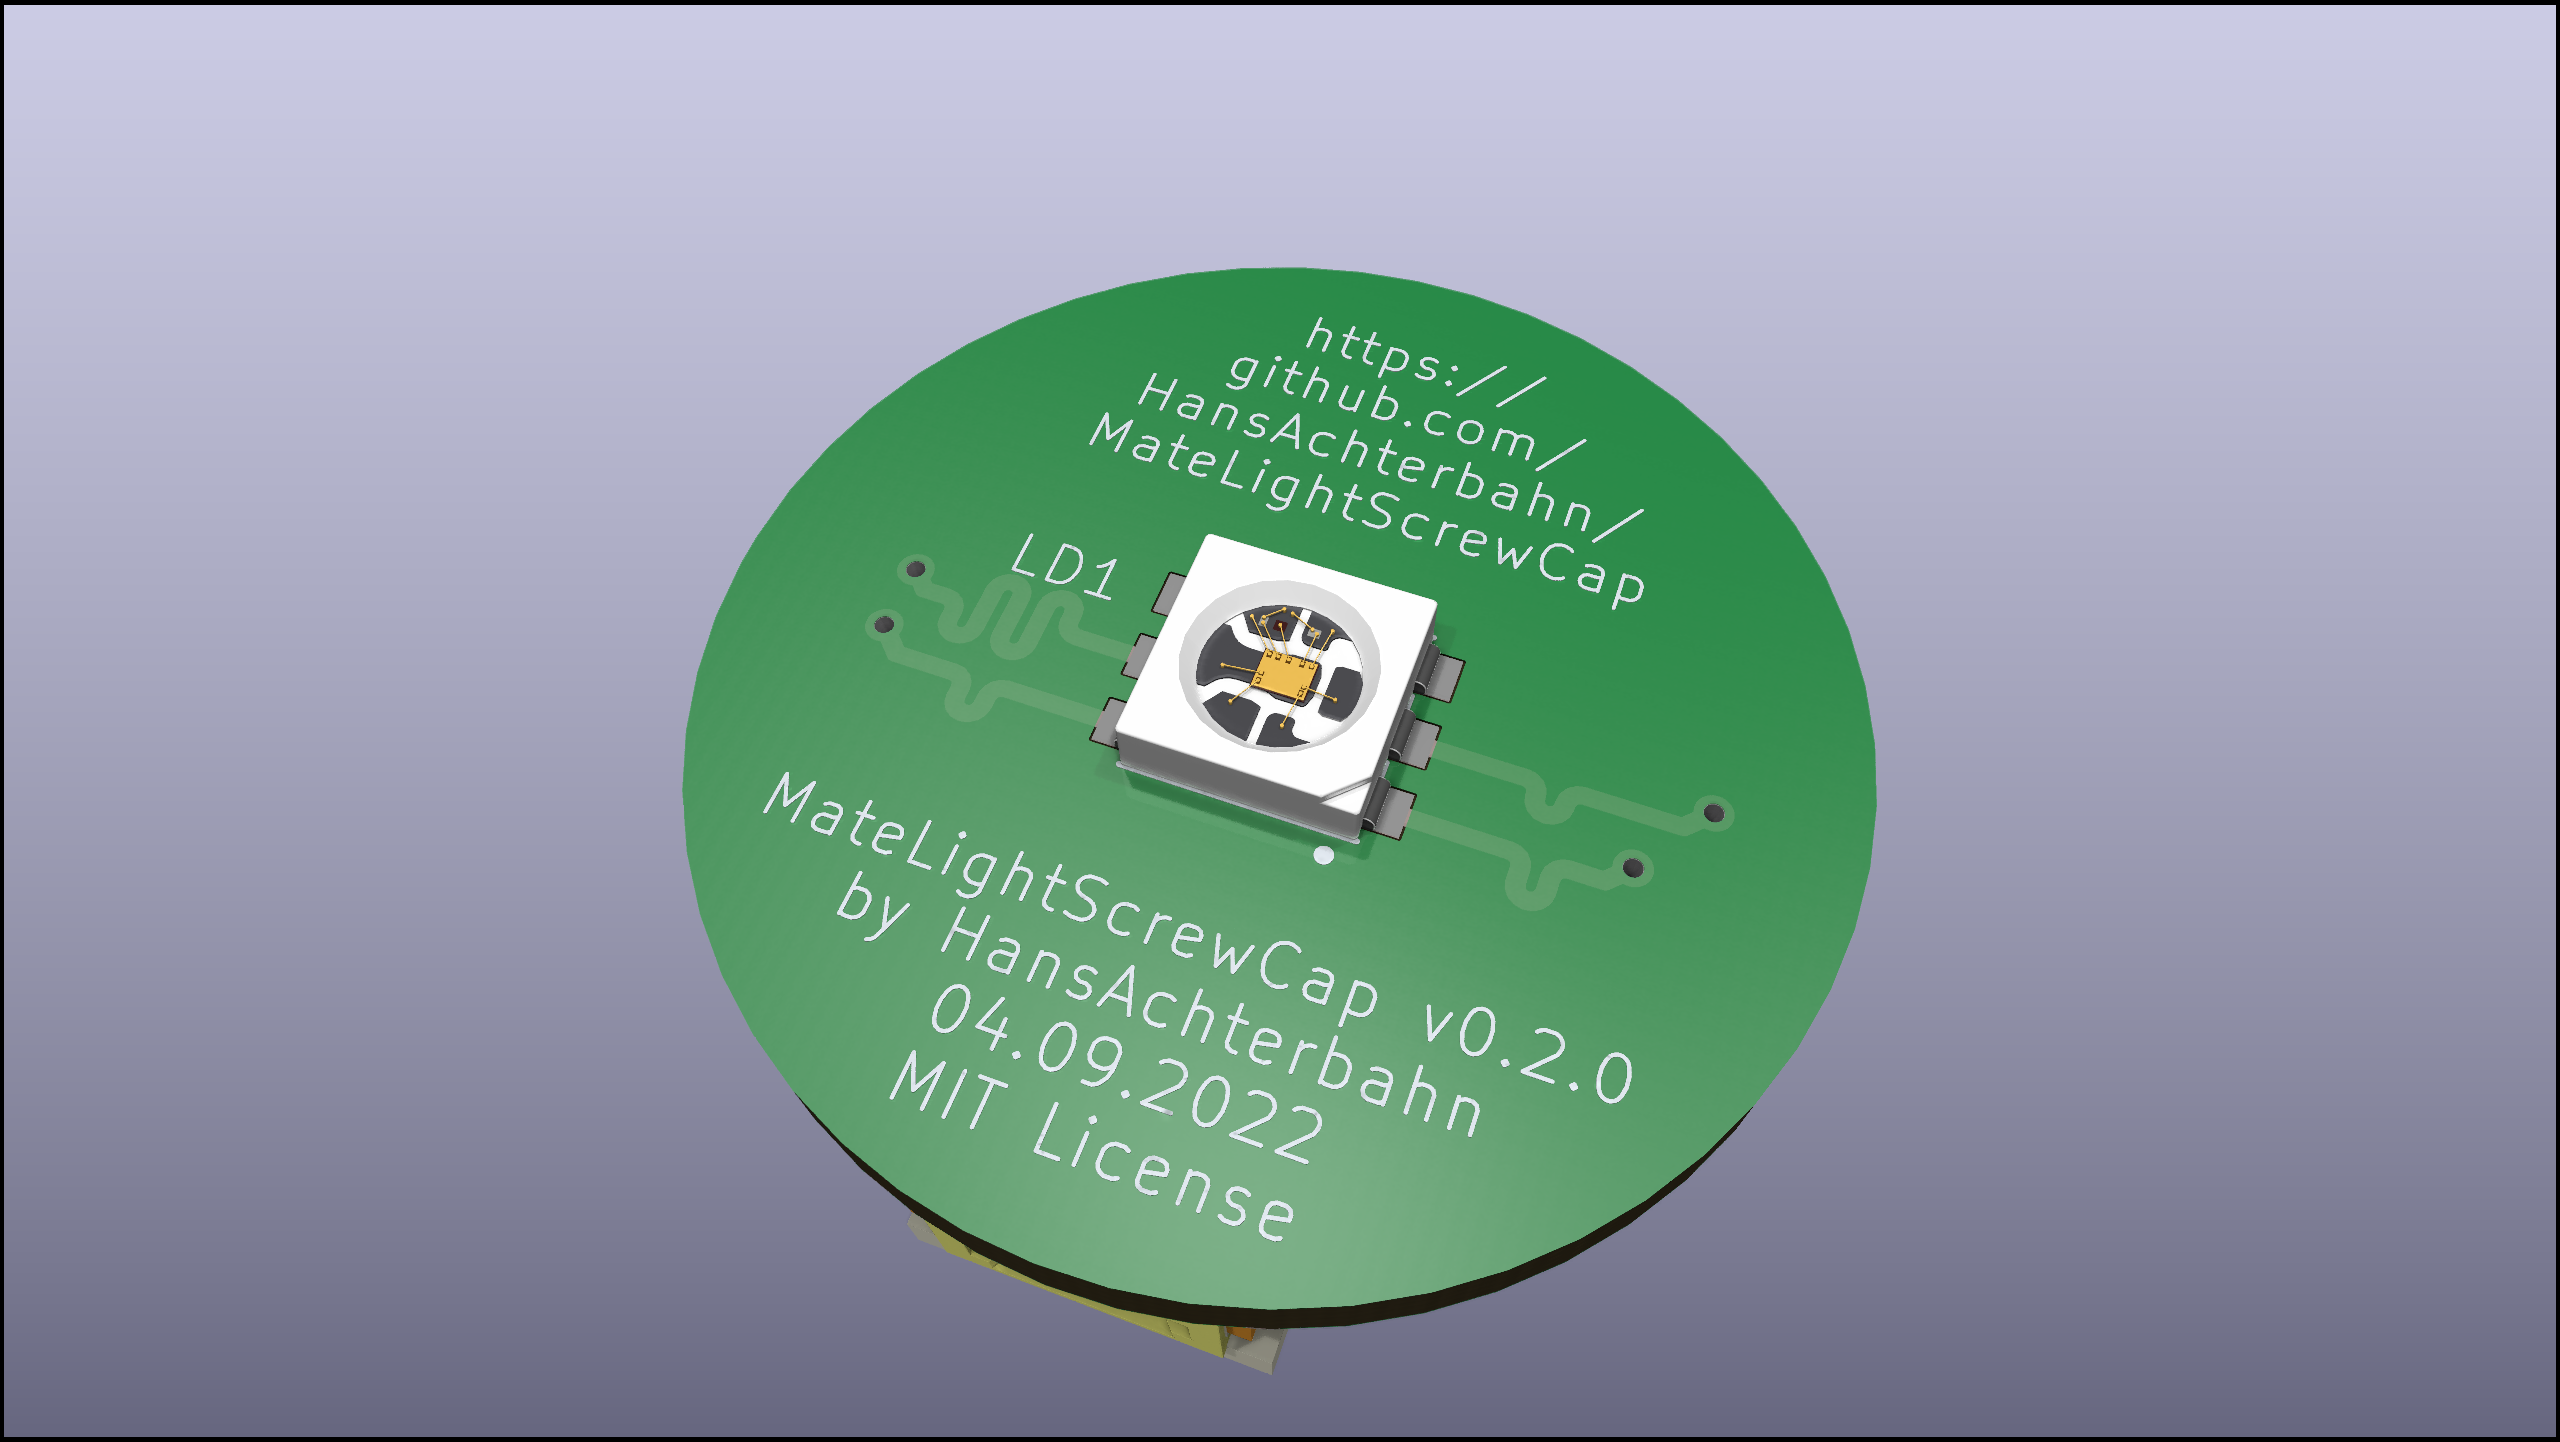 https://
github.com/
HansAchterbahn/
MateLightScrewCap
LD1
MateLightScrewCap v0.2.0
by HansAchterbahn
04.09.2022
MIT License